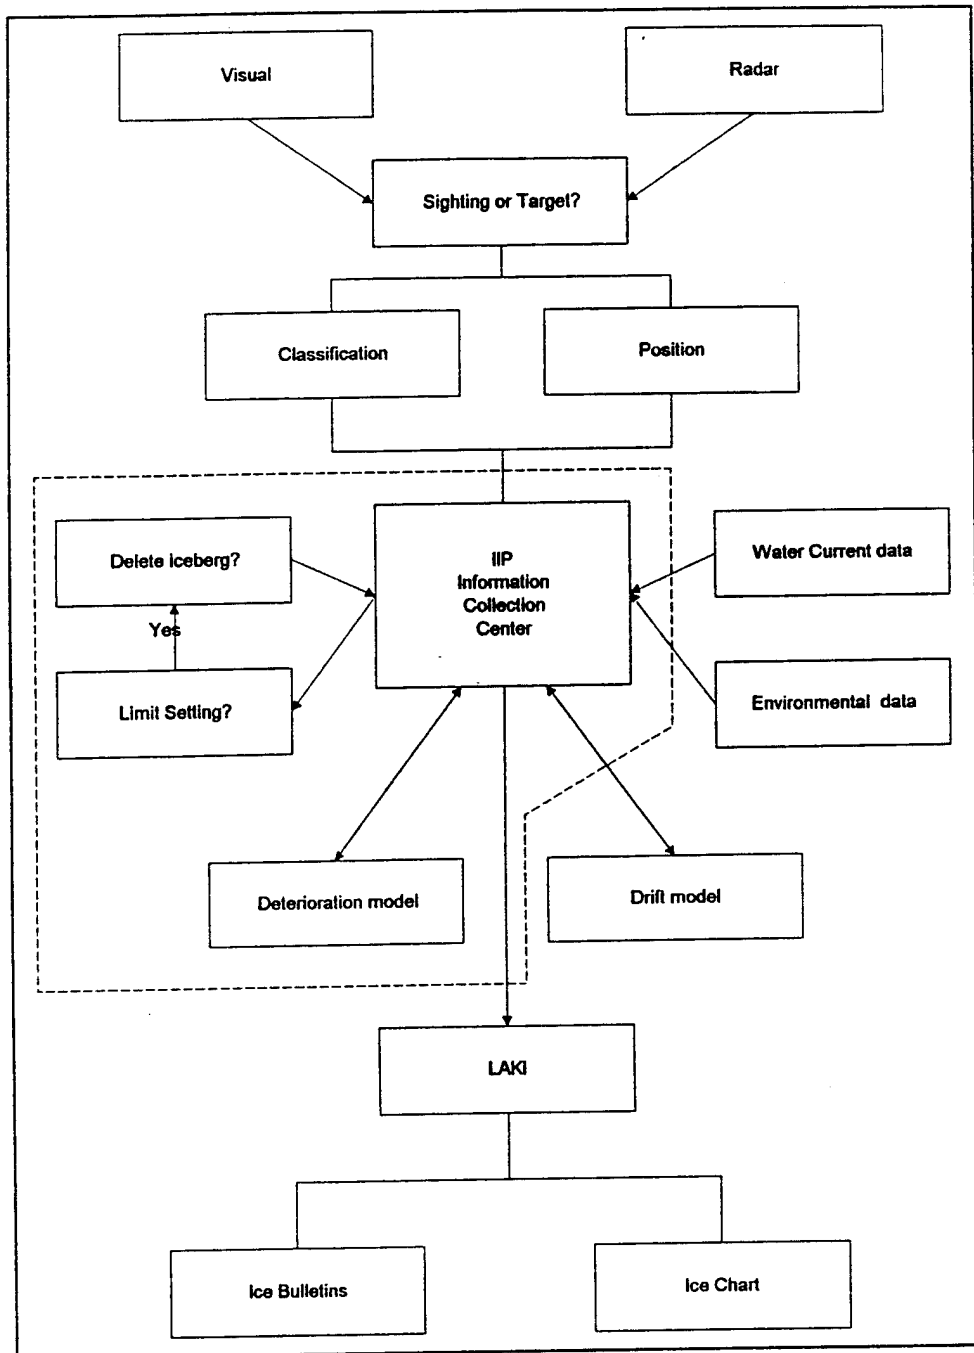 Visual
Radar
Sighting or Target?
Classification
Position
Delete iceberg?
IIP
Information
Collection
Center
Water Current data
Yes
Limit Setting?
Environmental data
Deterioration model
Drift model
LAKI
Ice Bulletins
Ice Chart